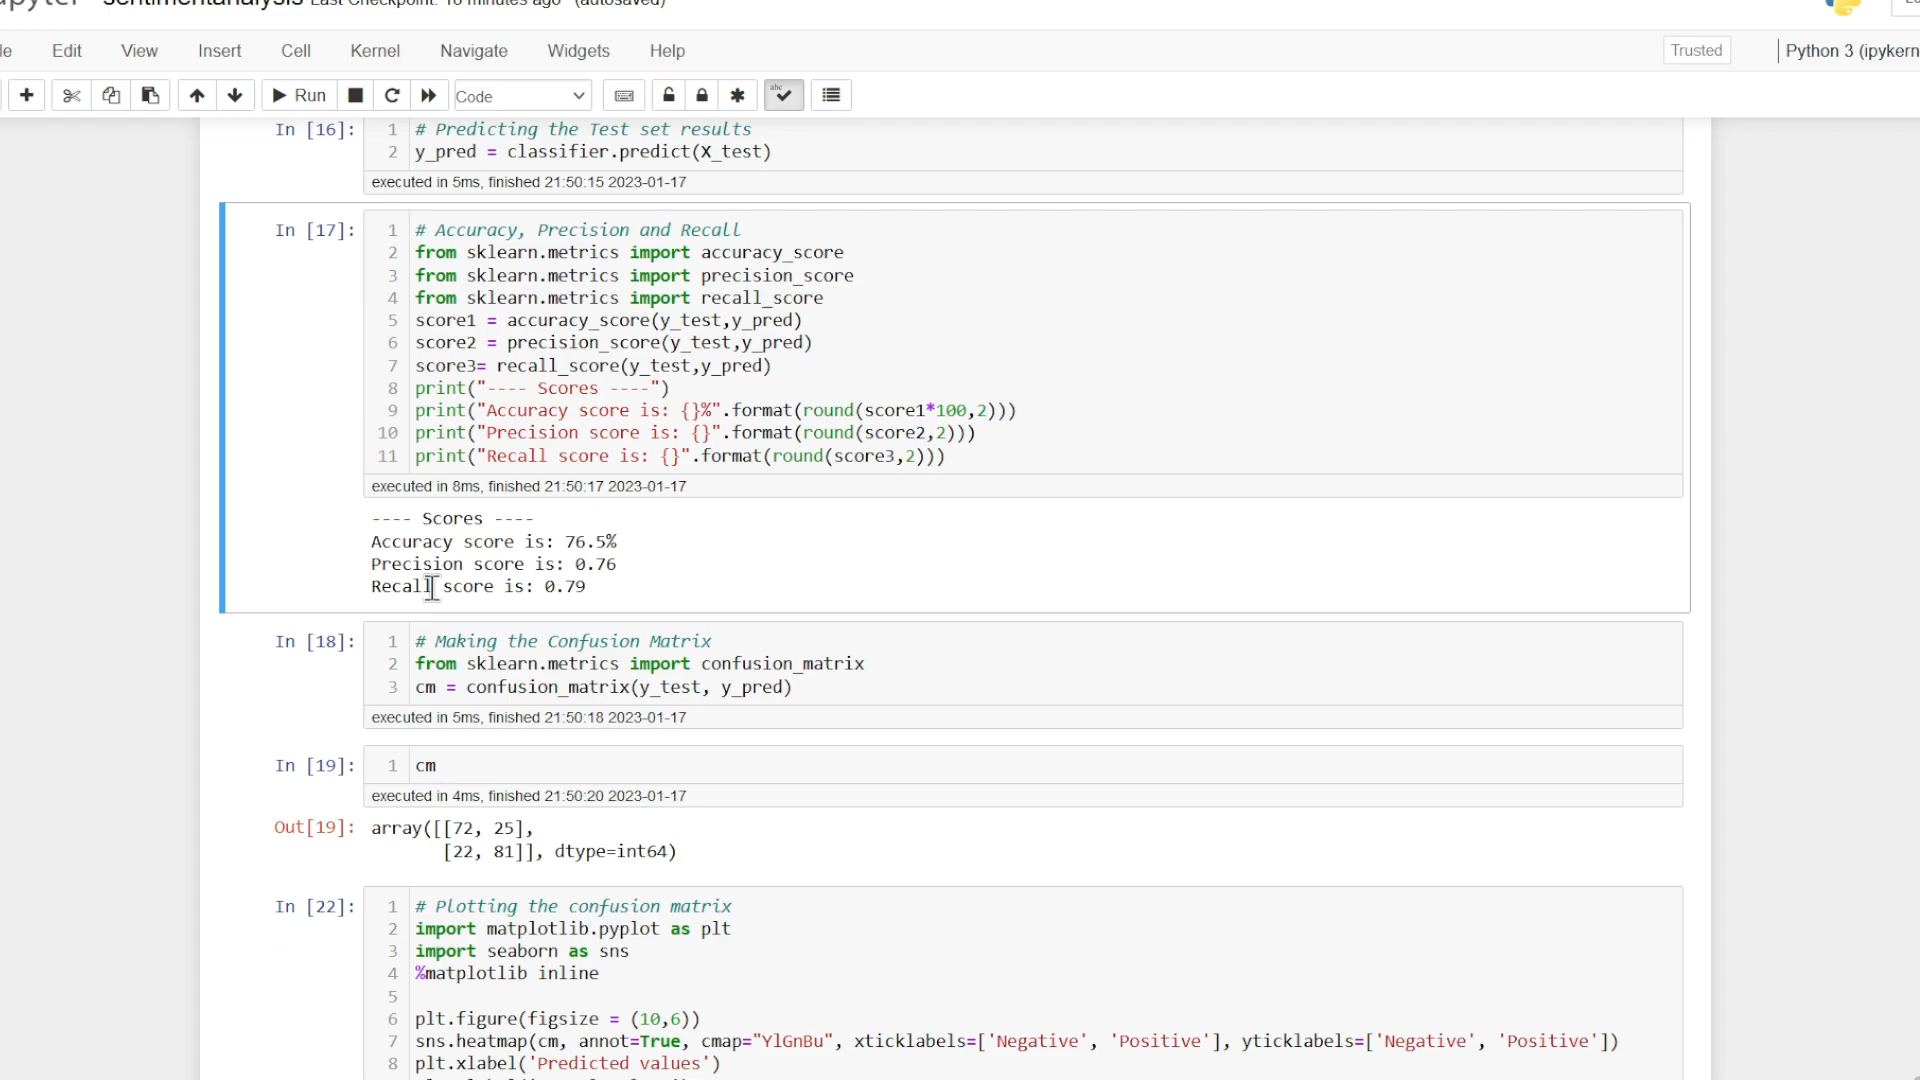 sentimentanalysis Last Checkpoint: 16 minutes ago (autosaved)
Edit View Insert Cell Kernel Navigate Widgets Help Trusted Python 3 (ipykern
Run Code
In [16]: 1 # Predicting the Test set results
2 y_pred = classifier.predict(X_test)
executed in 5ms, finished 21:50:15 2023-01-17
In [17]: 1 # Accuracy, Precision and Recall
2 from sklearn.metrics import accuracy_score
3 from sklearn.metrics import precision_score
4 from sklearn.metrics import recall_score
5 score1 = accuracy_score(y_test,y_pred)
6 score2 = precision_score(y_test,y_pred)
7 score3= recall_score(y_test,y_pred)
8 print("---- Scores ----")
9 print("Accuracy score is: {}%".format(round(score1*100,2)))
10 print("Precision score is: {}".format(round(score2,2)))
11 print("Recall score is: {}".format(round(score3,2)))
executed in 8ms, finished 21:50:17 2023-01-17
---- Scores ----
Accuracy score is: 76.5%
Precision score is: 0.76
Recall score is: 0.79
In [18]: 1 # Making the Confusion Matrix
2 from sklearn.metrics import confusion_matrix
3 cm = confusion_matrix(y_test, y_pred)
executed in 5ms, finished 21:50:18 2023-01-17
In [19]: 1 cm
executed in 4ms, finished 21:50:20 2023-01-17
Out[19]: array([[72, 25],
[22, 81]], dtype=int64)
In [22]: 1 # Plotting the confusion matrix
2 import matplotlib.pyplot as plt
3 import seaborn as sns
4 %matplotlib inline
5
6 plt.figure(figsize = (10,6))
7 sns.heatmap(cm, annot=True, cmap="YlGnBu", xticklabels=['Negative', 'Positive'], yticklabels=['Negative', 'Positive'])
8 plt.xlabel('Predicted values')